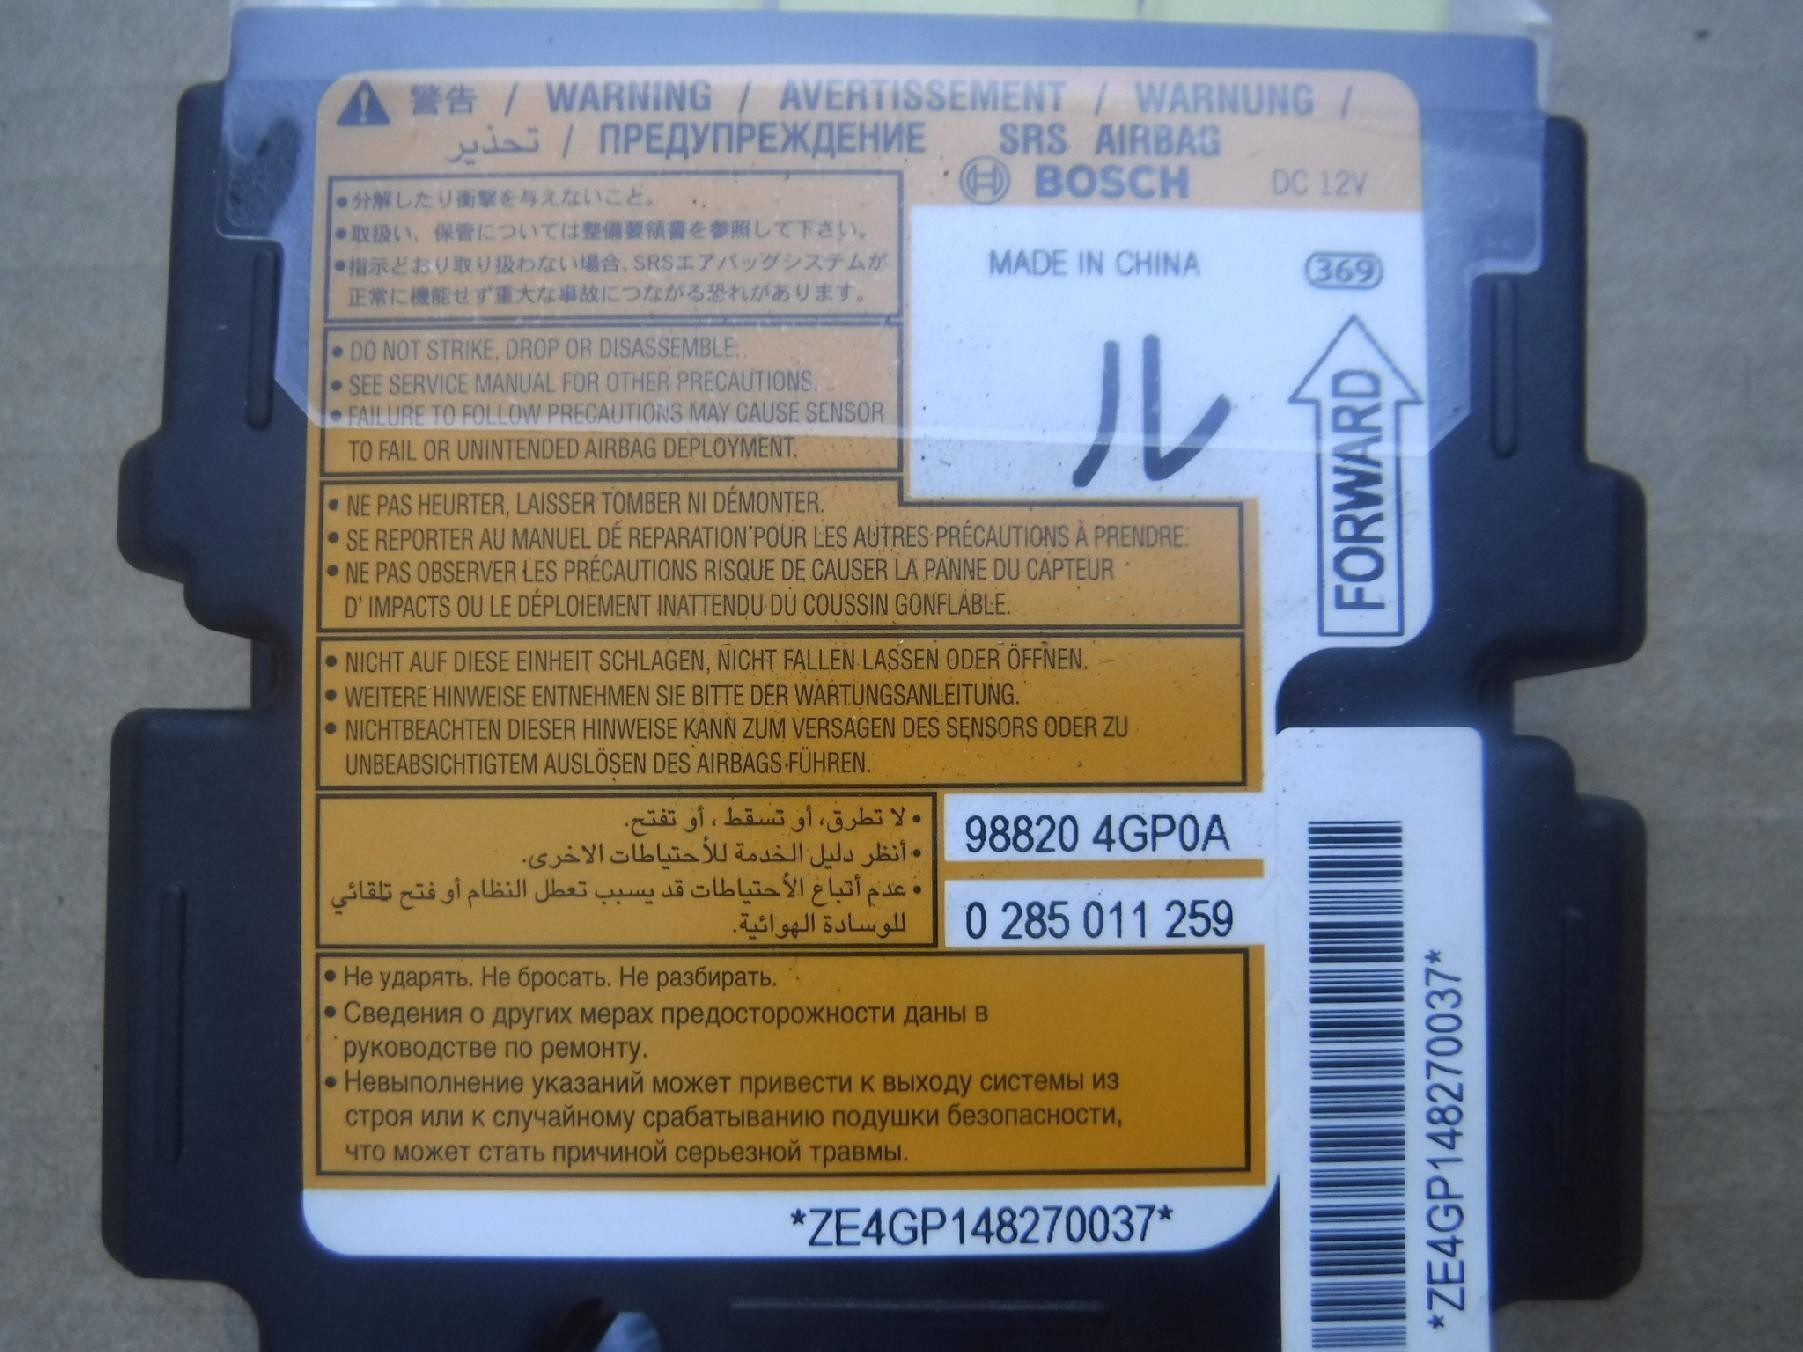 警告 / WARNING / AVERTISSEMENT / WARNUNG /
تحذير / ПРЕДУПРЕЖДЕНИЕ SRS AIRBAG
BOSCH DC 12V
•分解したり衝撃を与えないこと。
•取扱い、保管については整備要領書を参照して下さい。
•指示どおり取り扱わない場合、SRSエアバッグシステムが
正常に機能せず重大な事故につながる恐れがあります。
MADE IN CHINA
369
ル
FORWARD
• DO NOT STRIKE, DROP OR DISASSEMBLE.
• SEE SERVICE MANUAL FOR OTHER PRECAUTIONS.
• FAILURE TO FOLLOW PRECAUTIONS MAY CAUSE SENSOR
TO FAIL OR UNINTENDED AIRBAG DEPLOYMENT.
• NE PAS HEURTER, LAISSER TOMBER NI DÉMONTER.
• SE REPORTER AU MANUEL DE REPARATION POUR LES AUTRES PRÉCAUTIONS À PRENDRE.
• NE PAS OBSERVER LES PRÉCAUTIONS RISQUE DE CAUSER LA PANNE DU CAPTEUR
D' IMPACTS OU LE DÉPLOIEMENT INATTENDU DU COUSSIN GONFLABLE.
• NICHT AUF DIESE EINHEIT SCHLAGEN, NICHT FALLEN LASSEN ODER ÖFFNEN.
• WEITERE HINWEISE ENTNEHMEN SIE BITTE DER WARTUNGSANLEITUNG.
• NICHTBEACHTEN DIESER HINWEISE KANN ZUM VERSAGEN DES SENSORS ODER ZU
UNBEABSICHTIGTEM AUSLÖSEN DES AIRBAGS FÜHREN.
• لا تطرق، أو تسقط ، أو تفتح.
• أنظر دليل الخدمة للأحتياطات الاخرى.
• عدم أتباع الأحتياطات قد يسبب تعطل النظام أو فتح تلقائي
للوسادة الهوائية.
98820 4GP0A
0 285 011 259
• Не ударять. Не бросать. Не разбирать.
• Сведения о других мерах предосторожности даны в
руководстве по ремонту.
• Невыполнение указаний может привести к выходу системы из
строя или к случайному срабатыванию подушки безопасности,
что может стать причиной серьезной травмы.
*ZE4GP148270037*
*ZE4GP148270037*